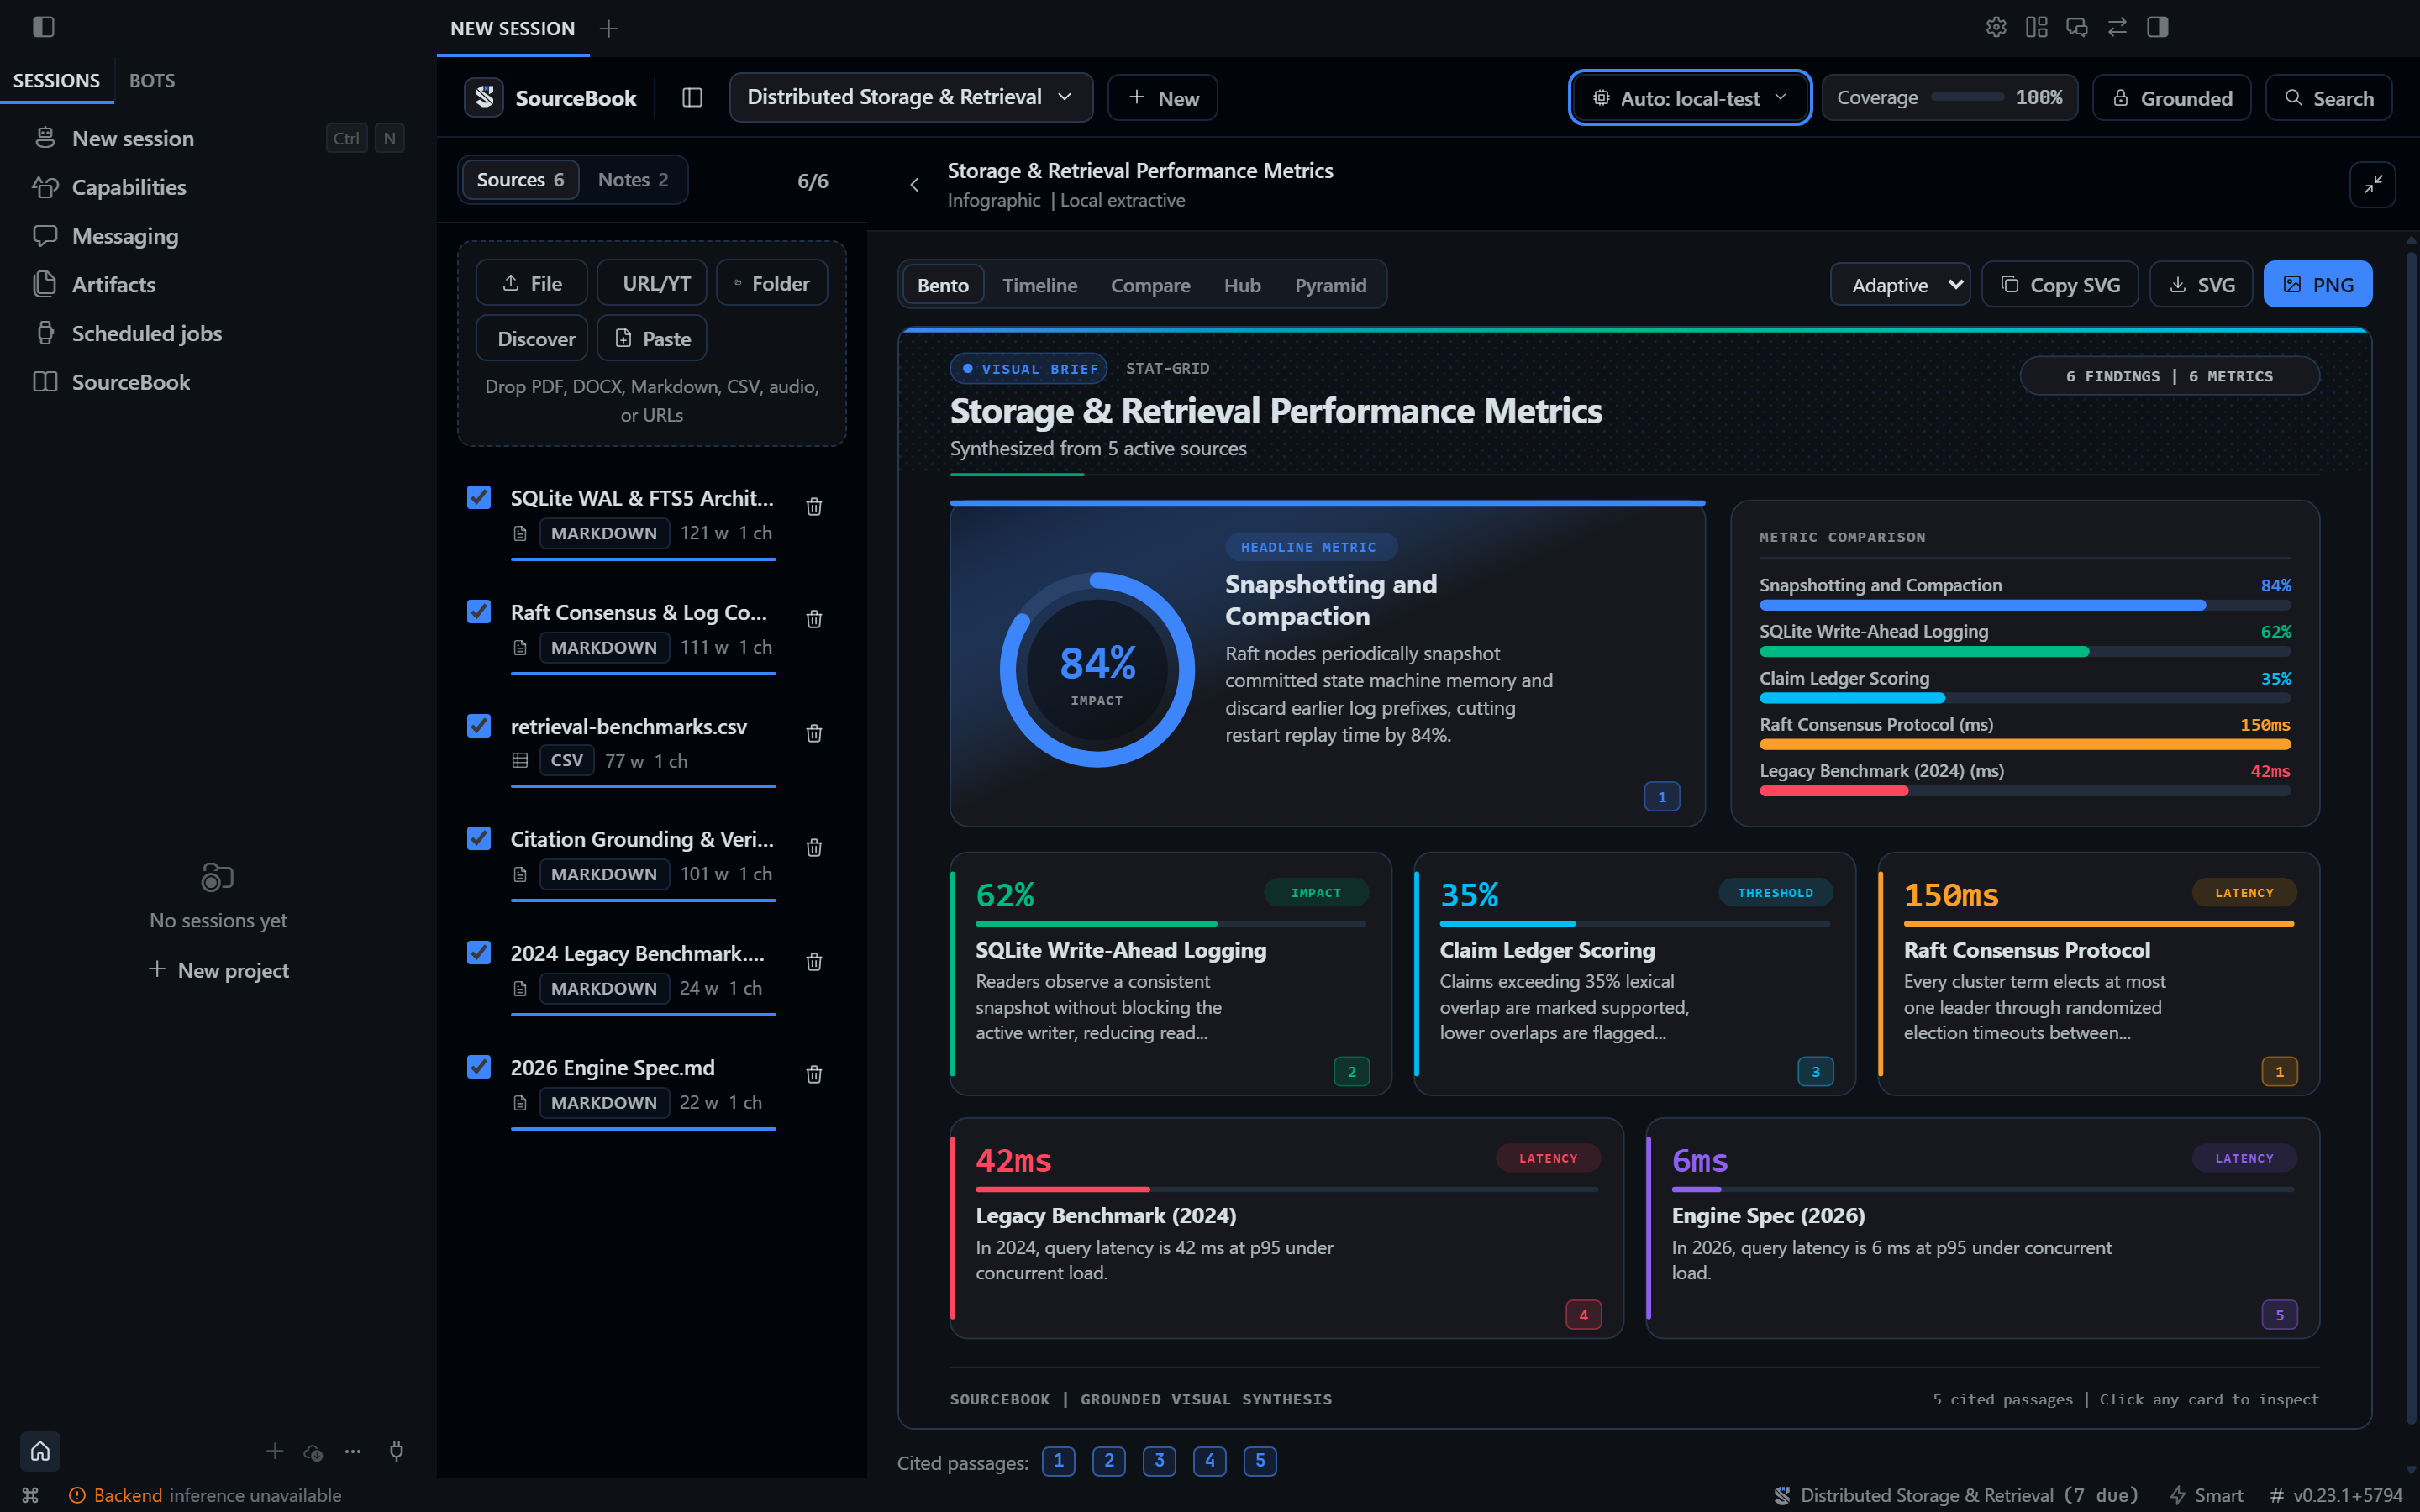 NEW SESSION
SESSIONS
BOTS
New session
Ctrl
N
Capabilities
Messaging
Artifacts
Scheduled jobs
SourceBook
No sessions yet
New project
Backend inference unavailable
SourceBook
Distributed Storage & Retrieval
New
Auto: local-test
Coverage
100%
Grounded
Search
Sources 6
Notes 2
6/6
File
URL/YT
Folder
Discover
Paste
Drop PDF, DOCX, Markdown, CSV, audio,
or URLs
SQLite WAL & FTS5 Archit...
MARKDOWN 121 w 1 ch
Raft Consensus & Log Co...
MARKDOWN 111 w 1 ch
retrieval-benchmarks.csv
CSV 77 w 1 ch
Citation Grounding & Veri...
MARKDOWN 101 w 1 ch
2024 Legacy Benchmark....
MARKDOWN 24 w 1 ch
2026 Engine Spec.md
MARKDOWN 22 w 1 ch
Storage & Retrieval Performance Metrics
Infographic | Local extractive
Bento
Timeline
Compare
Hub
Pyramid
Adaptive
Copy SVG
SVG
PNG
VISUAL BRIEF
STAT-GRID
6 FINDINGS | 6 METRICS
Storage & Retrieval Performance Metrics
Synthesized from 5 active sources
84%
IMPACT
HEADLINE METRIC
Snapshotting and
Compaction
Raft nodes periodically snapshot
committed state machine memory and
discard earlier log prefixes, cutting
restart replay time by 84%.
1
METRIC COMPARISON
Snapshotting and Compaction 84%
SQLite Write-Ahead Logging 62%
Claim Ledger Scoring 35%
Raft Consensus Protocol (ms) 150ms
Legacy Benchmark (2024) (ms) 42ms
62%
IMPACT
SQLite Write-Ahead Logging
Readers observe a consistent
snapshot without blocking the
active writer, reducing read...
2
35%
THRESHOLD
Claim Ledger Scoring
Claims exceeding 35% lexical
overlap are marked supported,
lower overlaps are flagged...
3
150ms
LATENCY
Raft Consensus Protocol
Every cluster term elects at most
one leader through randomized
election timeouts between...
1
42ms
LATENCY
Legacy Benchmark (2024)
In 2024, query latency is 42 ms at p95 under
concurrent load.
4
6ms
LATENCY
Engine Spec (2026)
In 2026, query latency is 6 ms at p95 under concurrent
load.
5
SOURCEBOOK | GROUNDED VISUAL SYNTHESIS
5 cited passages | Click any card to inspect
Cited passages: 1 2 3 4 5
Distributed Storage & Retrieval (7 due)
Smart
# v0.23.1+5794